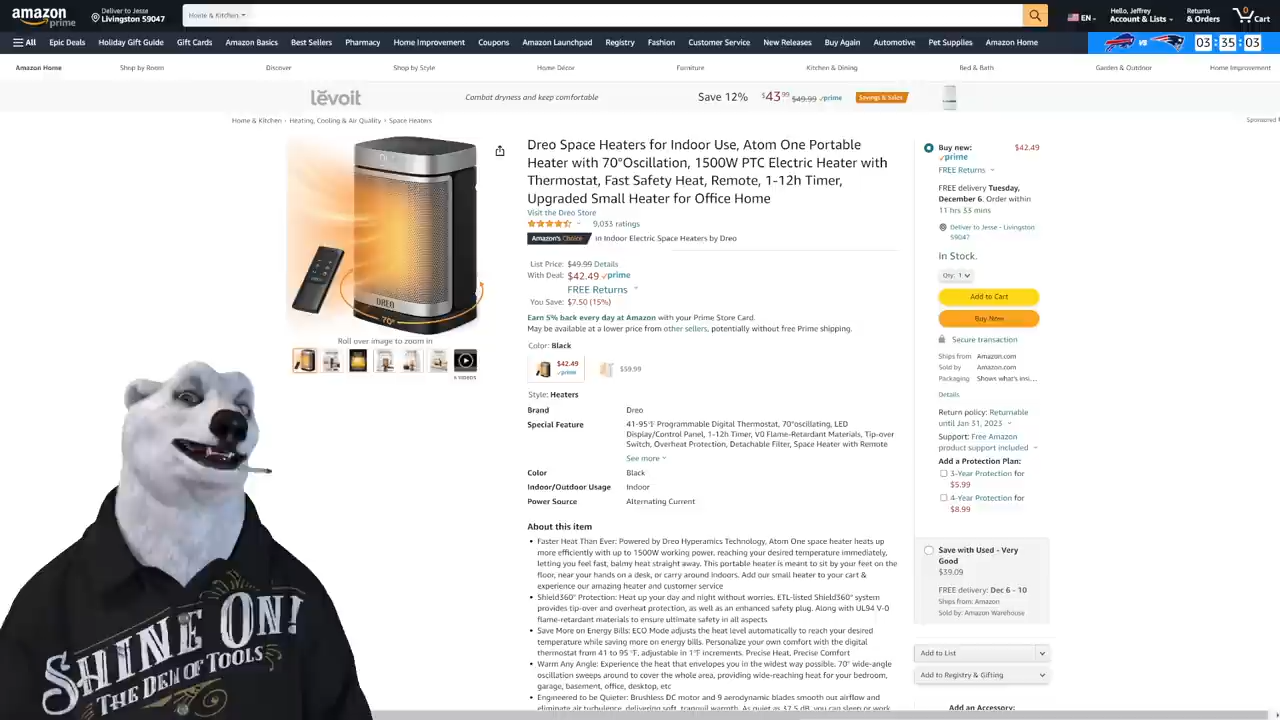 amazon
prime
Deliver to Jesse
Livingston 59047
Home & Kitchen
EN
Hello, Jeffrey
Account & Lists
Returns
& Orders
0
Cart
All
Epic Deals
Holiday Gift Guide
Gift Cards
Amazon Basics
Best Sellers
Pharmacy
Home Improvement
Coupons
Amazon Launchpad
Registry
Fashion
Customer Service
New Releases
Buy Again
Automotive
Pet Supplies
Amazon Home
VS
03 : 35 : 03
Amazon Home
Shop by Room
Discover
Shop by Style
Home Décor
Furniture
Kitchen & Dining
Bed & Bath
Garden & Outdoor
Home Improvement
levoit
Combat dryness and keep comfortable
Save 12%
$43.99 $49.99 prime
Savings & Sales
Sponsored
Home & Kitchen › Heating, Cooling & Air Quality › Space Heaters
DREO
70°
Roll over image to zoom in
6 VIDEOS
Dreo Space Heaters for Indoor Use, Atom One Portable
Heater with 70°Oscillation, 1500W PTC Electric Heater with
Thermostat, Fast Safety Heat, Remote, 1-12h Timer,
Upgraded Small Heater for Office Home
Visit the Dreo Store
9,033 ratings
Amazon's Choice in Indoor Electric Space Heaters by Dreo
List Price: $49.99 Details
With Deal: $42.49 prime
FREE Returns
You Save: $7.50 (15%)
Earn 5% back every day at Amazon with your Prime Store Card.
May be available at a lower price from other sellers, potentially without free Prime shipping.
Color: Black
$42.49
prime
$59.99
Style: Heaters
Brand Dreo
Special Feature 41-95℉ Programmable Digital Thermostat, 70°oscillating, LED
Display/Control Panel, 1-12h Timer, V0 Flame-Retardant Materials, Tip-over
Switch, Overheat Protection, Detachable Filter, Space Heater with Remote
See more
Color Black
Indoor/Outdoor Usage Indoor
Power Source Alternating Current
About this item
• Faster Heat Than Ever: Powered by Dreo Hyperamics Technology, Atom One space heater heats up
more efficiently with up to 1500W working power, reaching your desired temperature immediately,
letting you feel fast, balmy heat straight away. This portable heater is meant to sit by your feet on the
floor, near your hands on a desk, or carry around indoors. Add our small heater to your cart &
experience our amazing heater and customer service
• Shield360° Protection: Heat up your day and night without worries. ETL-listed Shield360° system
provides tip-over and overheat protection, as well as an enhanced safety plug. Along with UL94 V-0
flame-retardant materials to ensure ultimate safety in all aspects
• Save More on Energy Bills: ECO Mode adjusts the heat level automatically to reach your desired
temperature while saving more on energy bills. Personalize your own comfort with the digital
thermostat from 41 to 95 ℉, adjustable in 1℉ increments. Precise Heat, Precise Comfort
• Warm Any Angle: Experience the heat that envelopes you in the widest way possible. 70° wide-angle
oscillation sweeps around to cover the whole area, providing wide-reaching heat for your bedroom,
garage, basement, office, desktop, etc
• Engineered to be Quieter: Brushless DC motor and 9 aerodynamic blades smooth out airflow and
eliminate air turbulence, delivering soft, tranquil warmth. As quiet as 37.5 dB, you can sleep or work
Buy new: $42.49
prime
FREE Returns
FREE delivery Tuesday,
December 6. Order within
11 hrs 33 mins
Deliver to Jesse - Livingston
59047
In Stock.
Qty: 1
Add to Cart
Buy Now
Secure transaction
Ships from Amazon.com
Sold by Amazon.com
Packaging Shows what's insi...
Details
Return policy: Returnable
until Jan 31, 2023
Support: Free Amazon
product support included
Add a Protection Plan:
3-Year Protection for
$5.99
4-Year Protection for
$8.99
Save with Used - Very
Good
$39.09
FREE delivery: Dec 6 - 10
Ships from: Amazon
Sold by: Amazon Warehouse
Add to List
Add to Registry & Gifting
Add an Accessory: